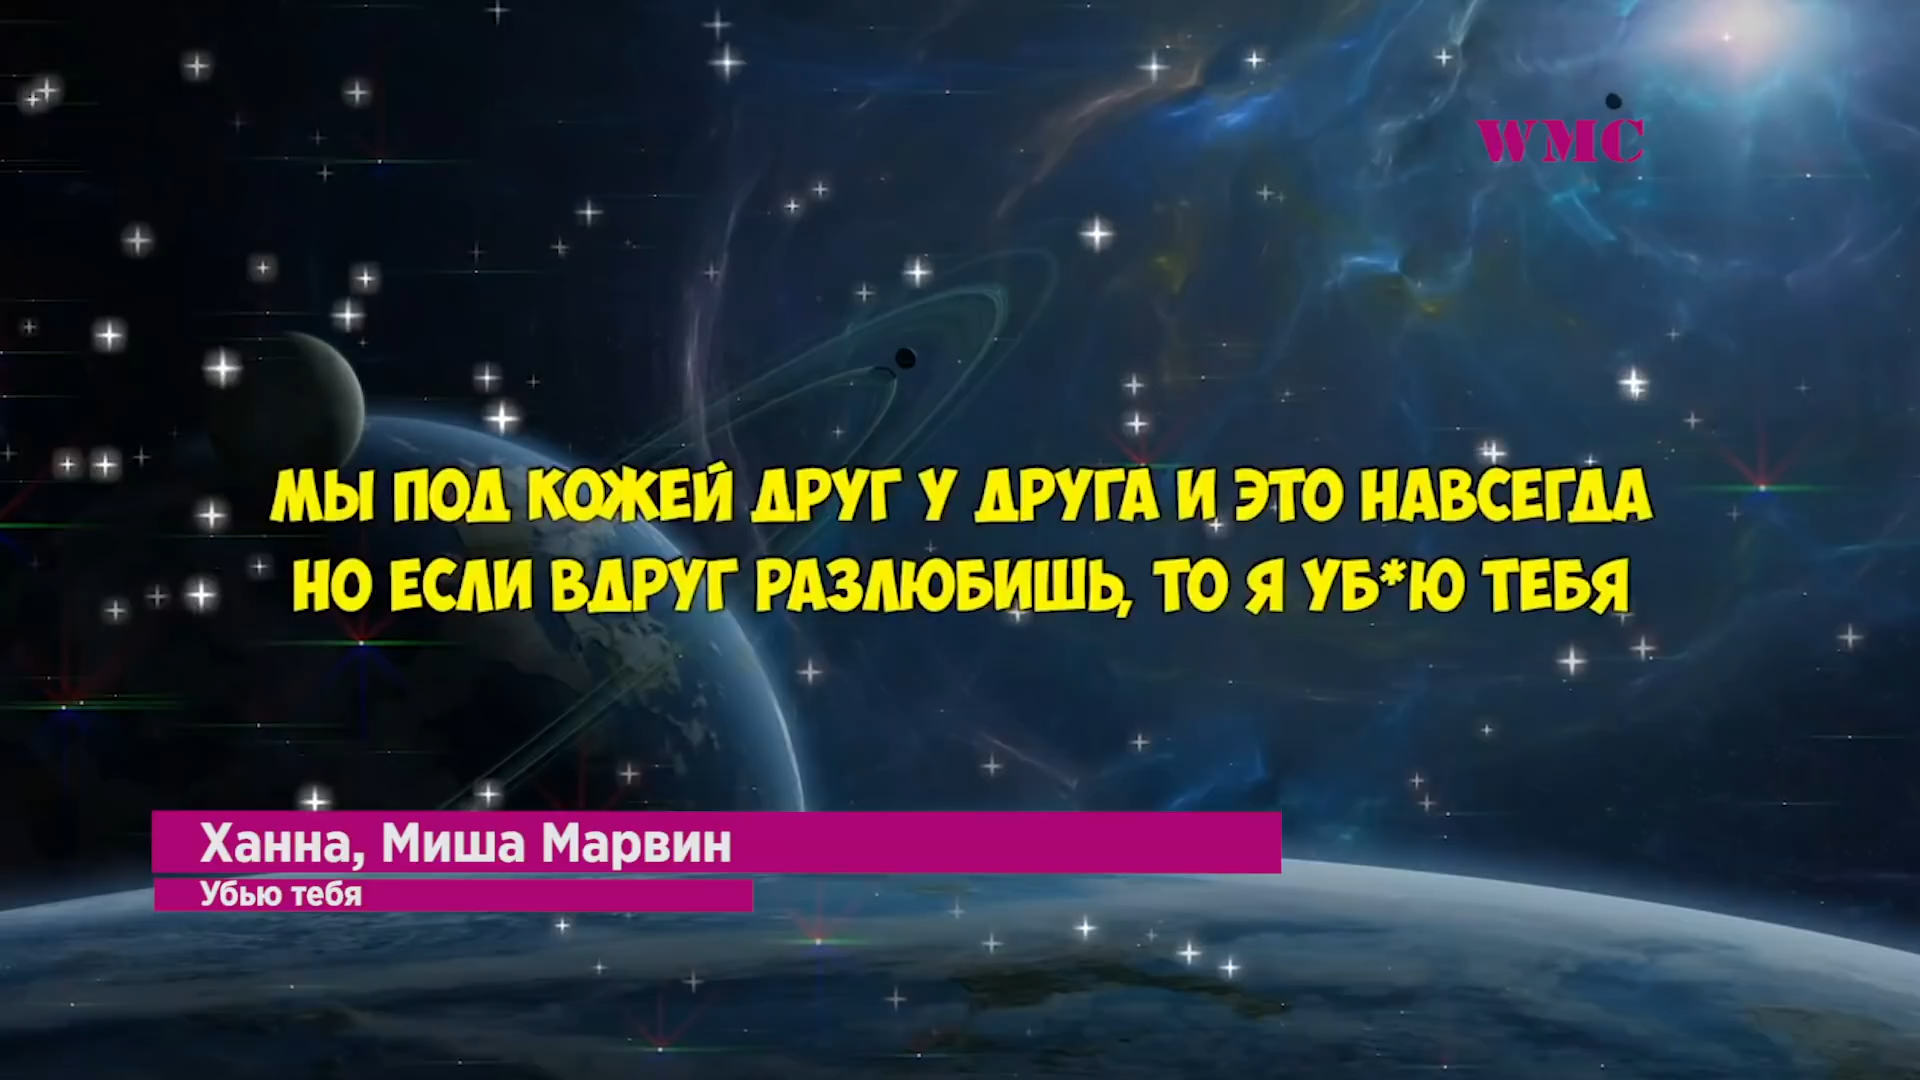 WMC
МЫ ПОД КОЖЕЙ ДРУГ У ДРУГА И ЭТО НАВСЕГДА
НО ЕСЛИ ВДРУГ РАЗЛЮБИШЬ, ТО Я УБ*Ю ТЕБЯ
Ханна, Миша Марвин
Убью тебя